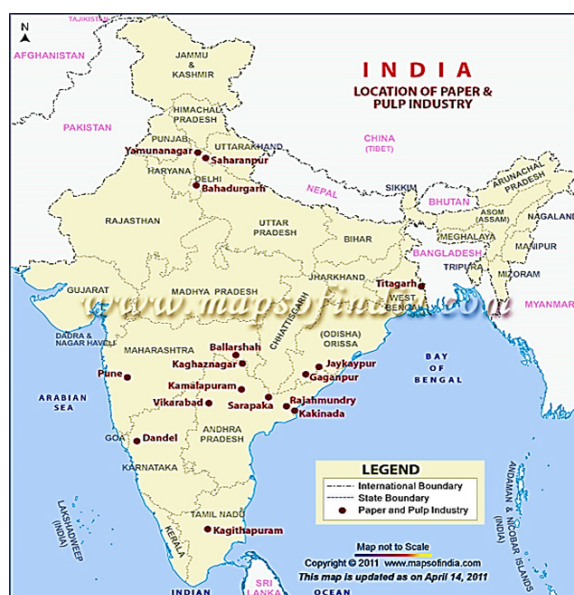 N
TAJIKISTAN
AFGHANISTAN
JAMMU
&
KASHMIR
INDIA
LOCATION OF PAPER &
PULP INDUSTRY
HIMACHAL
PRADESH
PAKISTAN
PUNJAB
UTTARAKHAND
CHINA
(TIBET)
Yamunanagar
Saharanpur
HARYANA
DELHI
Bahadurgarh
NEPAL
SIKKIM
ARUNACHAL
PRADESH
BHUTAN
RAJASTHAN
UTTAR
PRADESH
ASOM
(ASSAM)
NAGALAND
BIHAR
MEGHALAYA
MANIPUR
BANGLADESH
JHARKHAND
TRIPURA
MIZORAM
Titagarh
GUJARAT
MADHYA PRADESH
WEST
BENGAL
MYANMAR
www.mapsofindia.com
CHHATTISGARH
(ODISHA)
ORISSA
DADRA &
NAGAR HAVELI
MAHARASHTRA
Ballarshah
Kaghaznagar
Jaykaypur
Gaganpur
BAY
OF
BENGAL
Pune
Kamalapuram
ARABIAN
SEA
Vikarabad
Sarapaka
Rajahmundry
Kakinada
ANDHRA
PRADESH
GOA
Dandel
KARNATAKA
LEGEND
International Boundary
State Boundary
Paper and Pulp Industry
ANDAMAN & NICOBAR ISLANDS
(INDIA)
LAKSHADWEEP
(INDIA)
TAMIL NADU
Kagithapuram
KERALA
Map not to Scale
Copyright © 2011 www.mapsofindia.com
This map is updated as on April 14, 2011
SRI
LANKA
INDIAN OCEAN